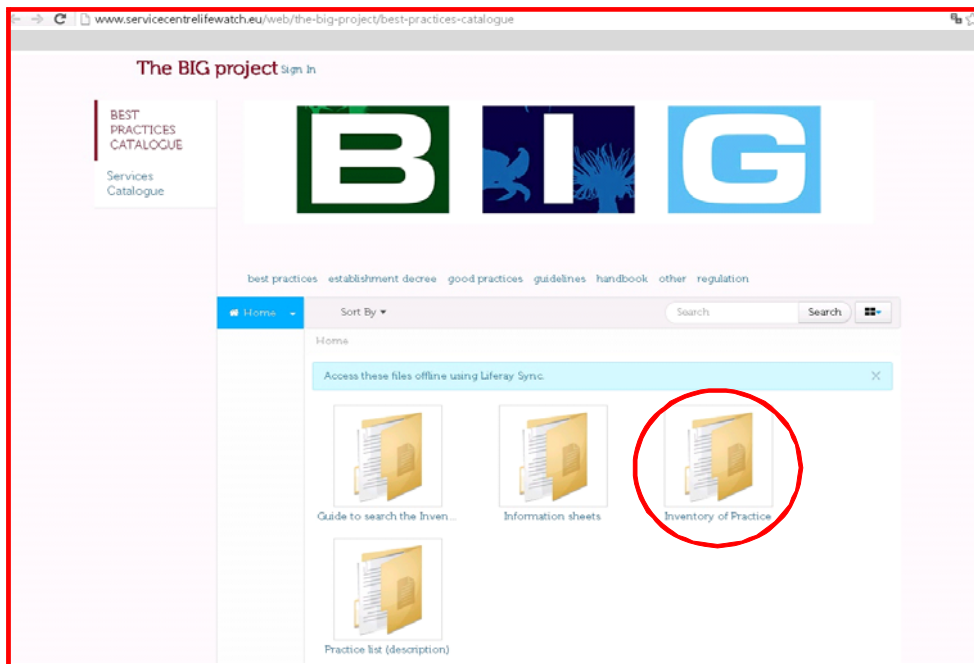 www.servicecentrelifewatch.eu/web/the-big-project/best-practices-catalogue
The BIG project Sign In
BEST
PRACTICES
CATALOGUE
Services
Catalogue
B I G
best practices establishment decree good practices guidelines handbook other regulation
Home Sort By Search Search
Home
Access these files offline using Liferay Sync.
Guide to search the Inven... Information sheets Inventory of Practice
Practice list (description)